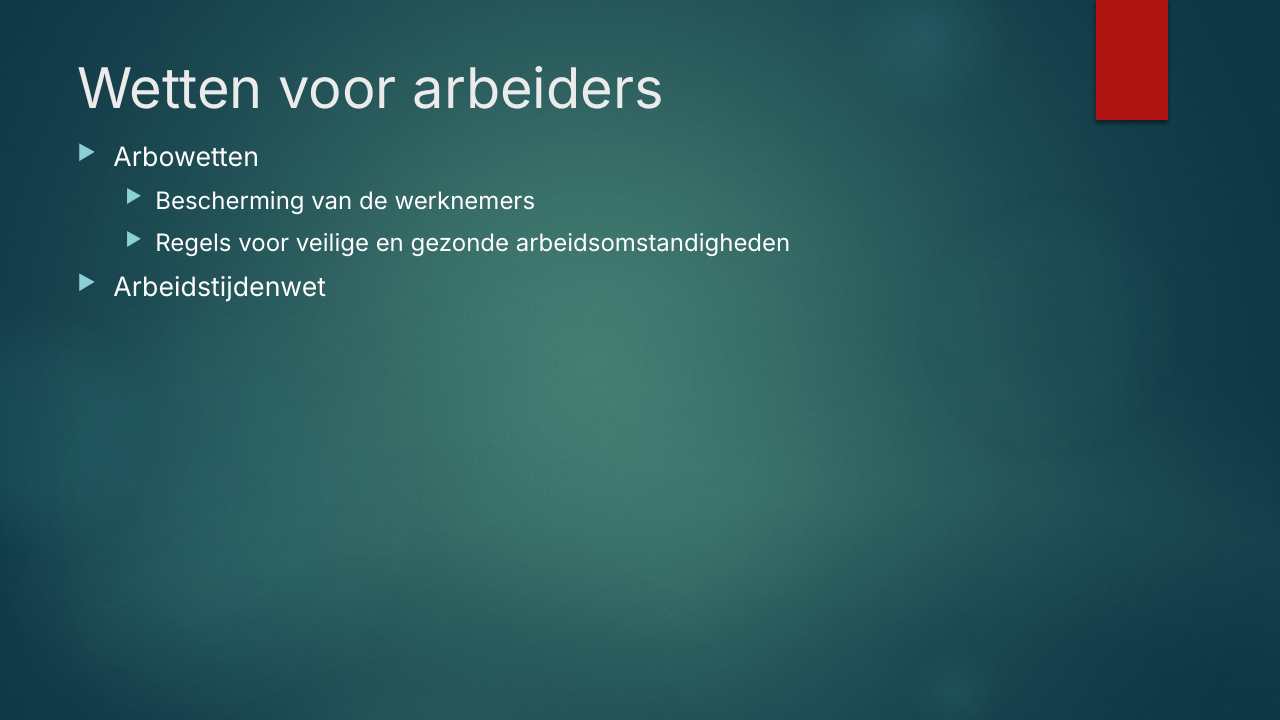 Wetten voor arbeiders
Arbowetten
Bescherming van de werknemers
Regels voor veilige en gezonde arbeidsomstandigheden
Arbeidstijdenwet